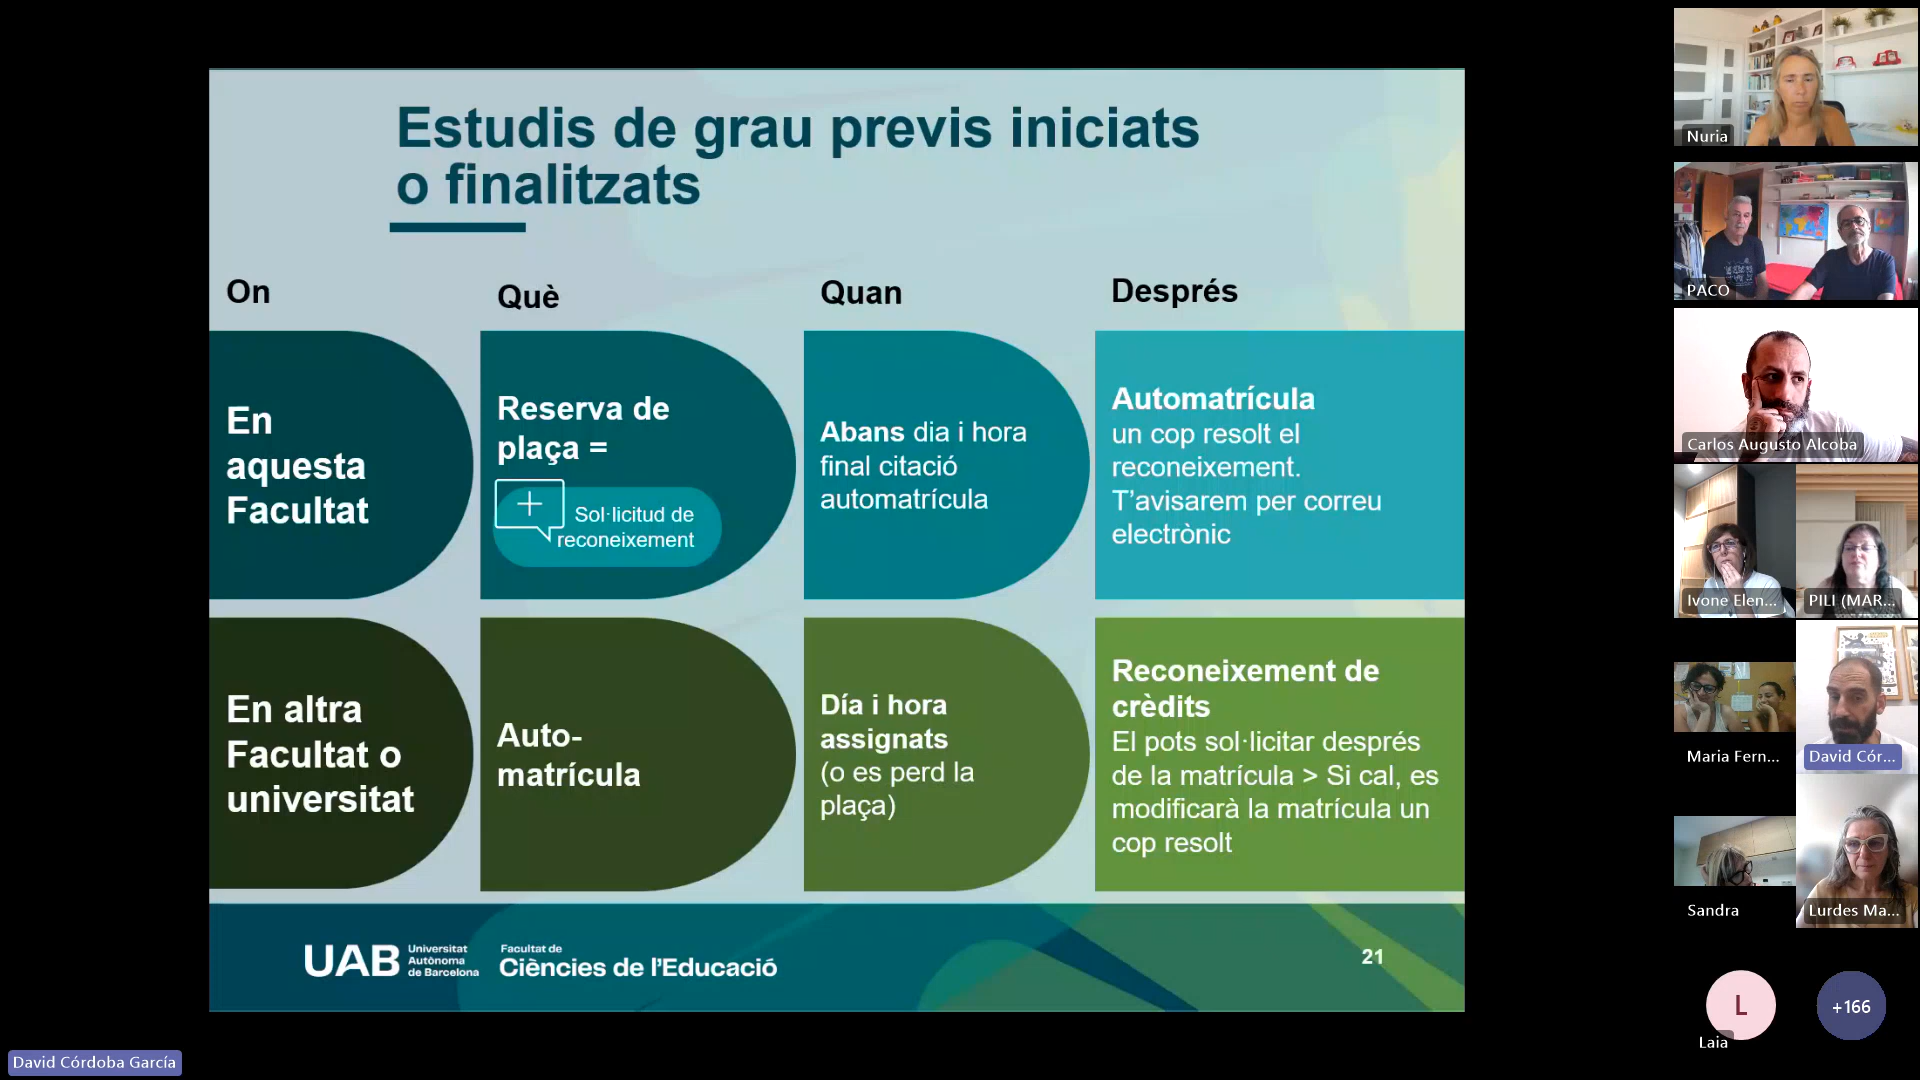 Estudis de grau previs iniciats
o finalitzats
On
Què
Quan
Després
En
aquesta
Facultat
Reserva de
plaça =
Sol·licitud de
reconeixement
Abans dia i hora
final citació
automatrícula
Automatrícula
un cop resolt el
reconeixement.
T'avisarem per correu
electrònic
En altra
Facultat o
universitat
Auto-
matrícula
Día i hora
assignats
(o es perd la
plaça)
Reconeixement de
crèdits
El pots sol·licitar després
de la matrícula > Si cal, es
modificarà la matrícula un
cop resolt
UAB
Universitat
Autònoma
de Barcelona
Facultat de
Ciències de l'Educació
21
Nuria
PACO
Carlos Augusto Alcoba
Ivone Elen...
PILI (MAR...
Maria Fern...
David Cór...
Sandra
Lurdes Ma...
L
Laia
+166
David Córdoba García